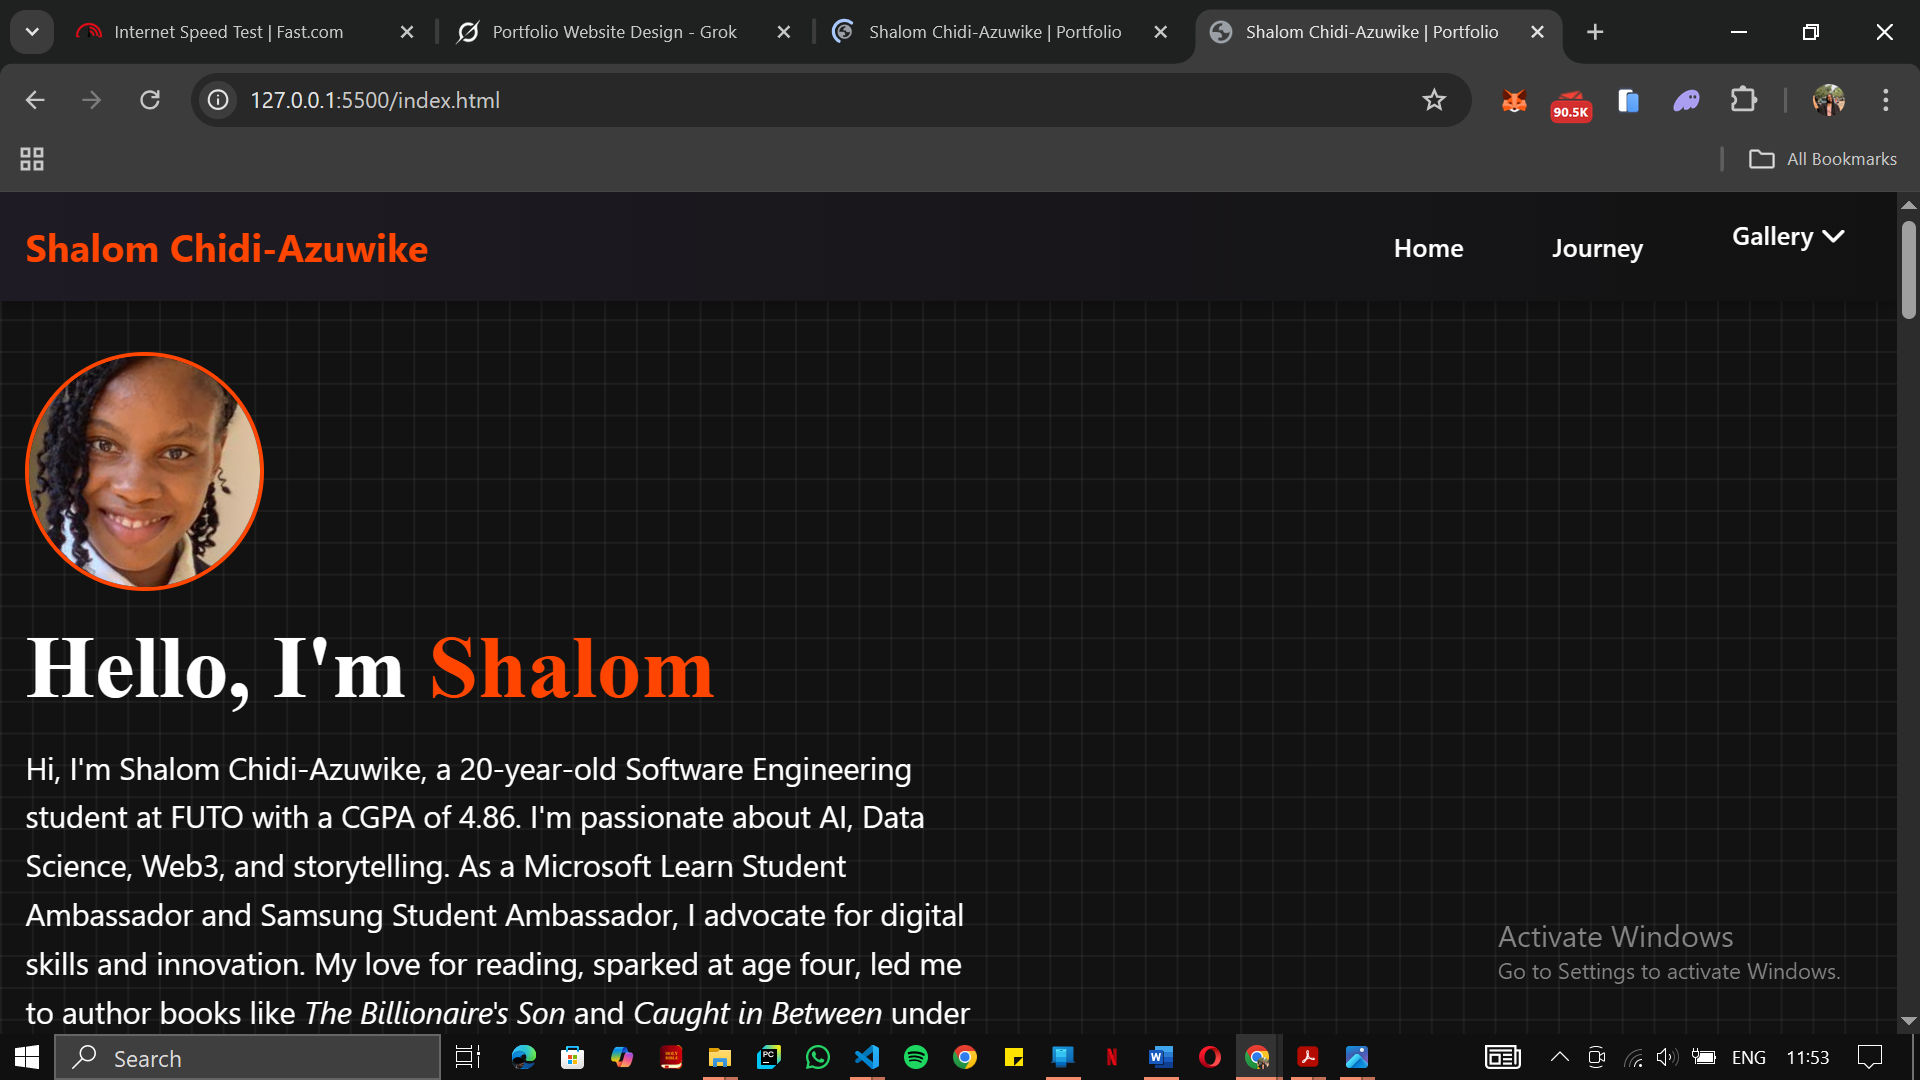 Internet Speed Test | Fast.com
Portfolio Website Design - Grok
Shalom Chidi-Azuwike | Portfolio
Shalom Chidi-Azuwike | Portfolio
127.0.0.1:5500/index.html
90.5K
All Bookmarks
Shalom Chidi-Azuwike
Home
Journey
Gallery
Hello, I'm Shalom
Hi, I'm Shalom Chidi-Azuwike, a 20-year-old Software Engineering
student at FUTO with a CGPA of 4.86. I'm passionate about AI, Data
Science, Web3, and storytelling. As a Microsoft Learn Student
Ambassador and Samsung Student Ambassador, I advocate for digital
skills and innovation. My love for reading, sparked at age four, led me
to author books like The Billionaire's Son and Caught in Between under
Activate Windows
Go to Settings to activate Windows.
Search
ENG
11:53